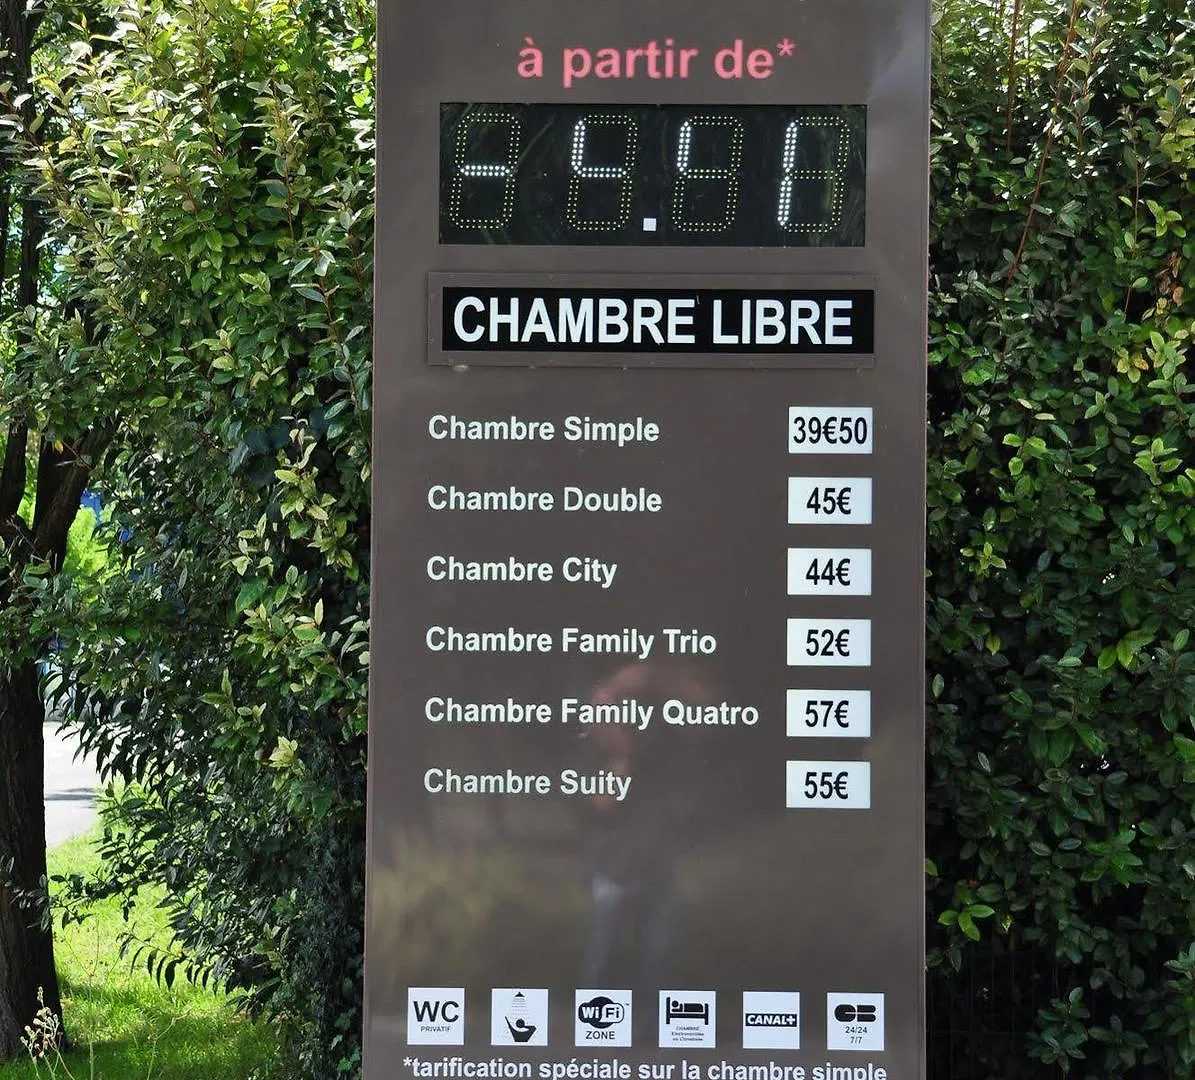 à partir de*
CHAMBRE LIBRE
Chambre Simple 39€50
Chambre Double 45€
Chambre City 44€
Chambre Family Trio 52€
Chambre Family Quatro 57€
Chambre Suity 55€
WC
PRIVATIF
WiFi
ZONE
CHAMBRE
CANAL+
CB
24/24
7/7
*tarification spéciale sur la chambre simple